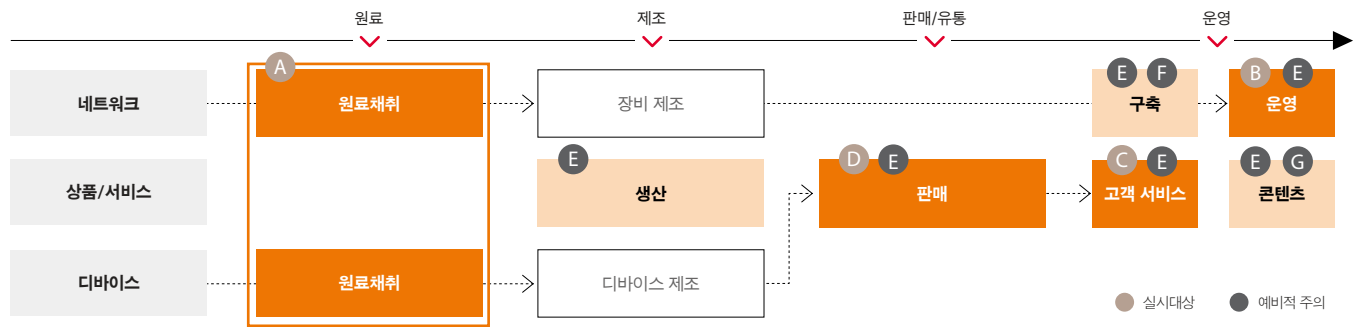 원료
제조
판매/유통
운영
네트워크
A
원료채취
장비 제조
E
F
구축
B
E
운영
상품/서비스
E
생산
D
E
판매
C
E
고객 서비스
E
G
콘텐츠
디바이스
원료채취
디바이스 제조
실시대상
예비적 주의